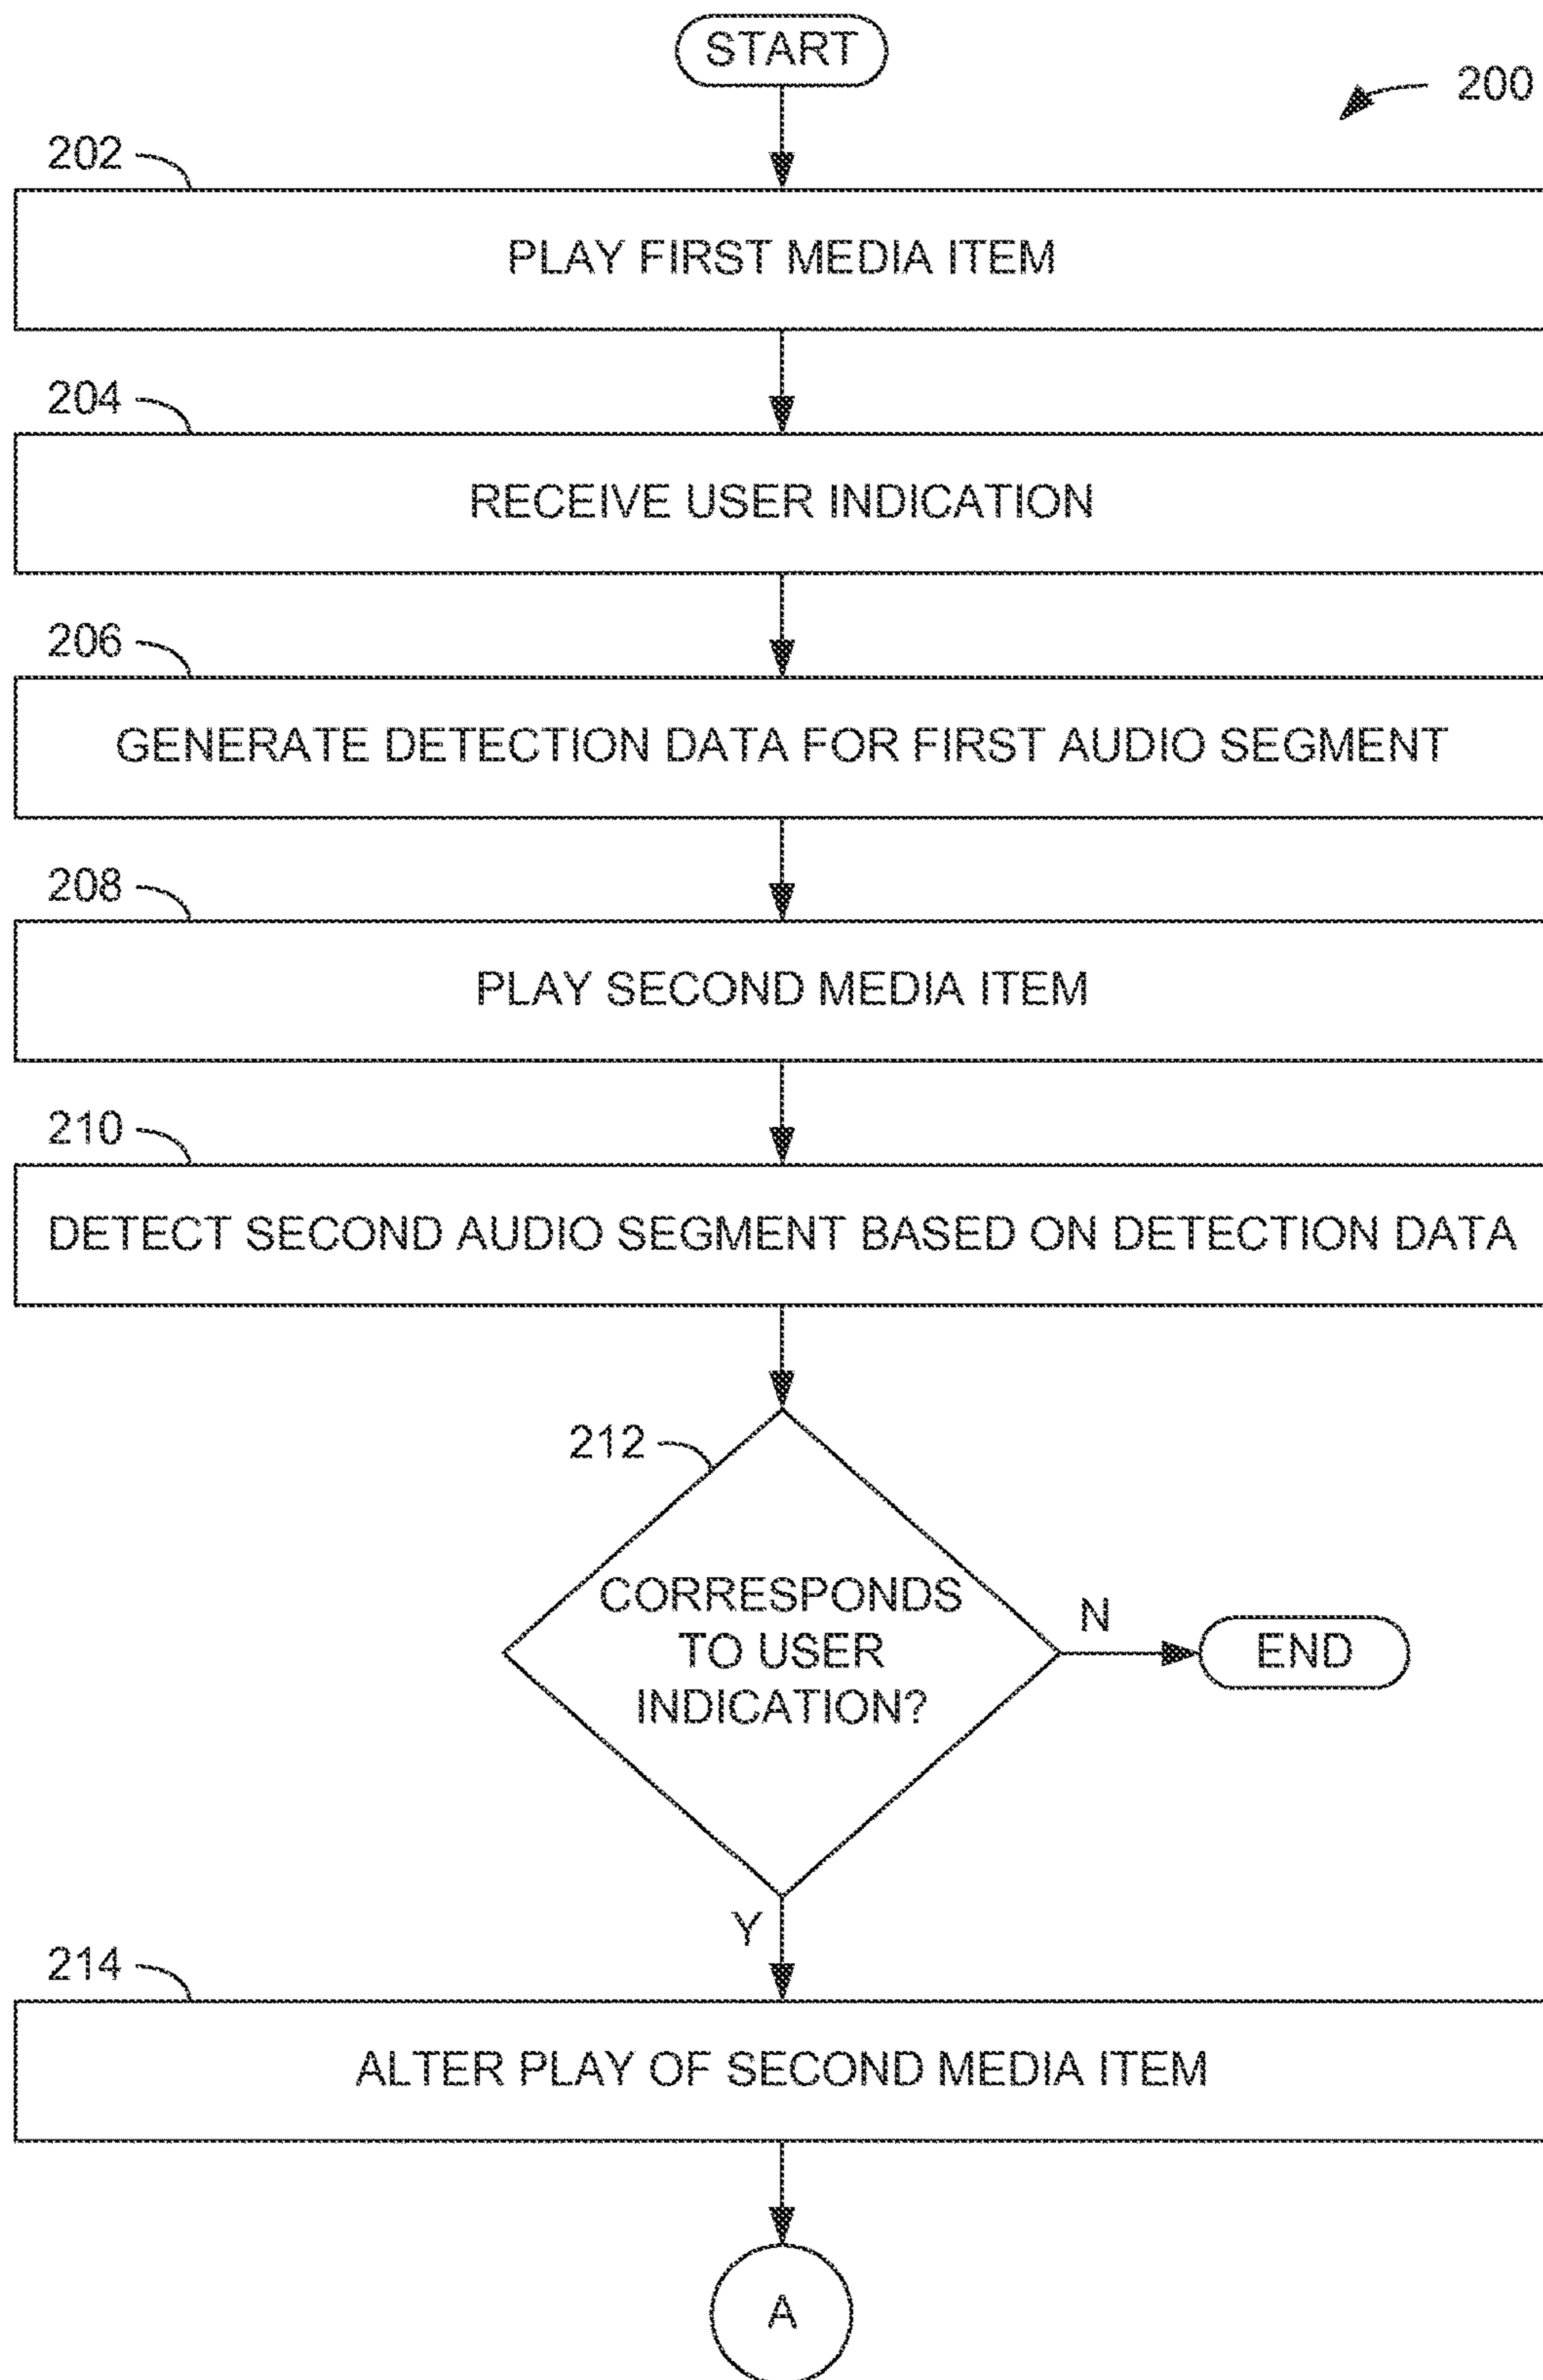 START
200
202
PLAY FIRST MEDIA ITEM
204
RECEIVE USER INDICATION
206
GENERATE DETECTION DATA FOR FIRST AUDIO SEGMENT
208
PLAY SECOND MEDIA ITEM
210
DETECT SECOND AUDIO SEGMENT BASED ON DETECTION DATA
212
CORRESPONDS
TO USER
INDICATION?
N
END
Y
214
ALTER PLAY OF SECOND MEDIA ITEM
A